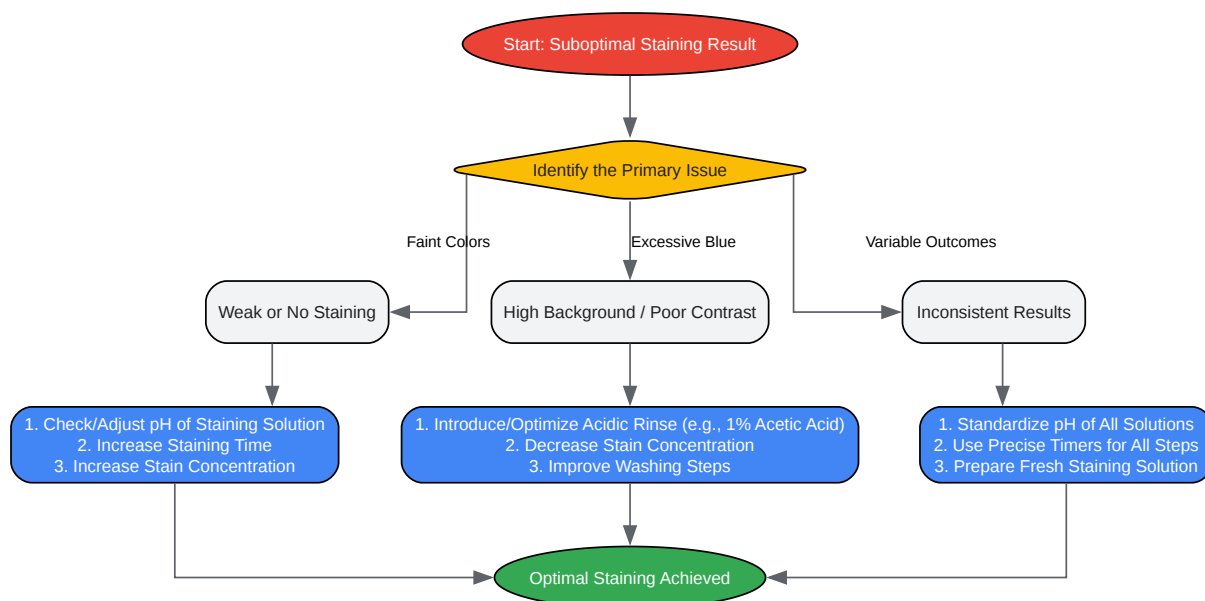 Start: Suboptimal Staining Result
Identify the Primary Issue
Faint Colors
Excessive Blue
Variable Outcomes
Weak or No Staining
High Background / Poor Contrast
Inconsistent Results
1. Check/Adjust pH of Staining Solution
2. Increase Staining Time
3. Increase Stain Concentration
1. Introduce/Optimize Acidic Rinse (e.g., 1% Acetic Acid)
2. Decrease Stain Concentration
3. Improve Washing Steps
1. Standardize pH of All Solutions
2. Use Precise Timers for All Steps
3. Prepare Fresh Staining Solution
Optimal Staining Achieved